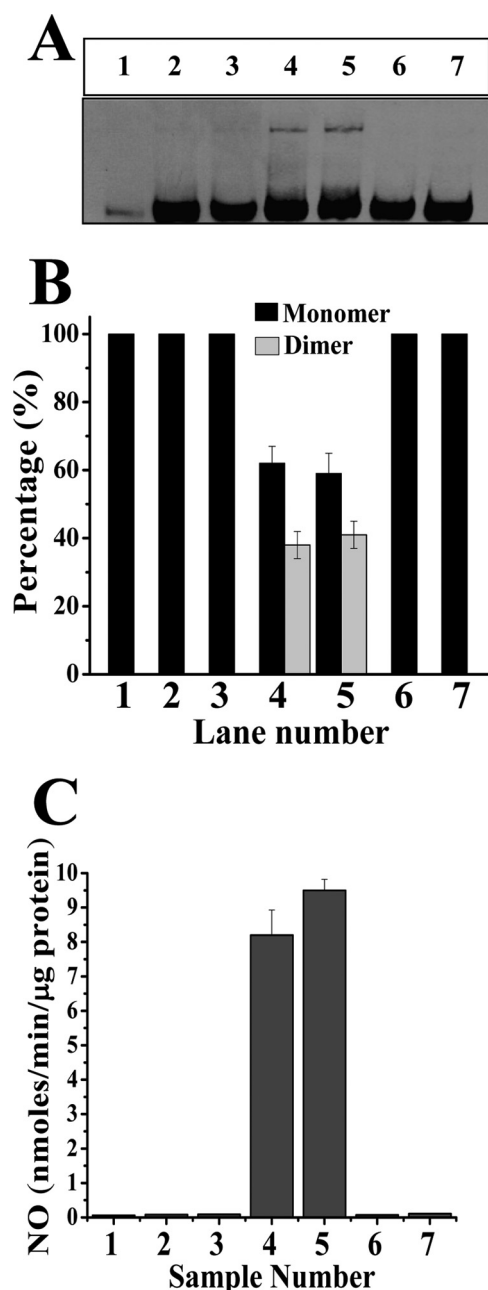 A
1 2 3 4 5 6 7
B
Monomer
Dimer
Percentage (%)
100
80
60
40
20
0
1 2 3 4 5 6 7
Lane number
C
NO (nmoles/min/μg protein)
10
9
8
7
6
5
4
3
2
1
0
1 2 3 4 5 6 7
Sample Number